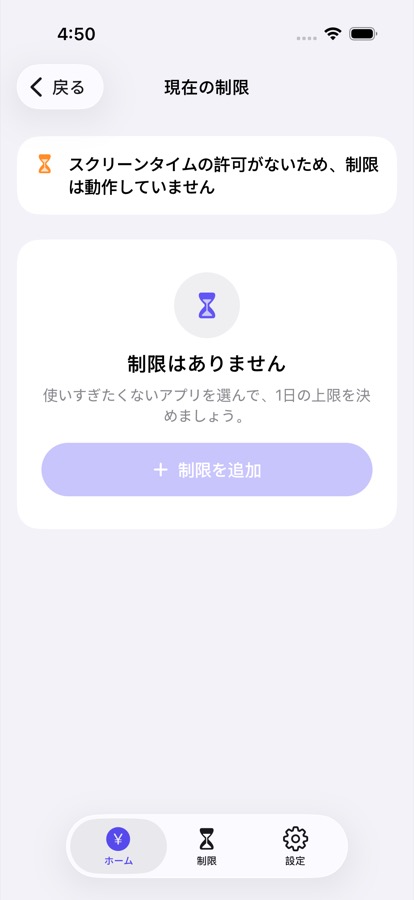 4:50
戻る
現在の制限
スクリーンタイムの許可がないため、制限
は動作していません
制限はありません
使いすぎたくないアプリを選んで、1日の上限を決
めましょう。
+ 制限を追加
¥
ホーム
制限
設定